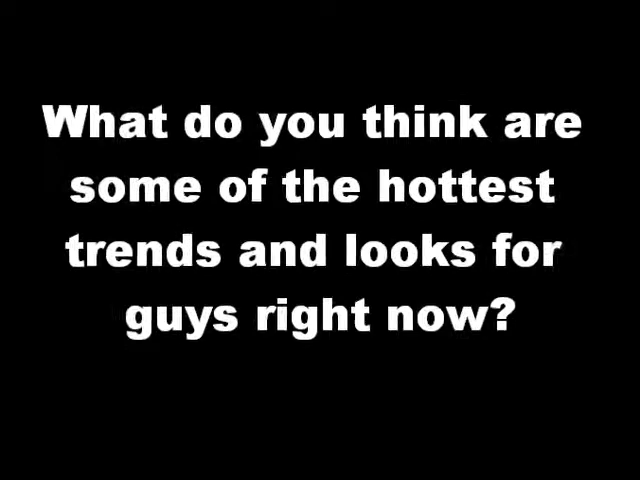 What do you think are
some of the hottest
trends and looks for
guys right now?